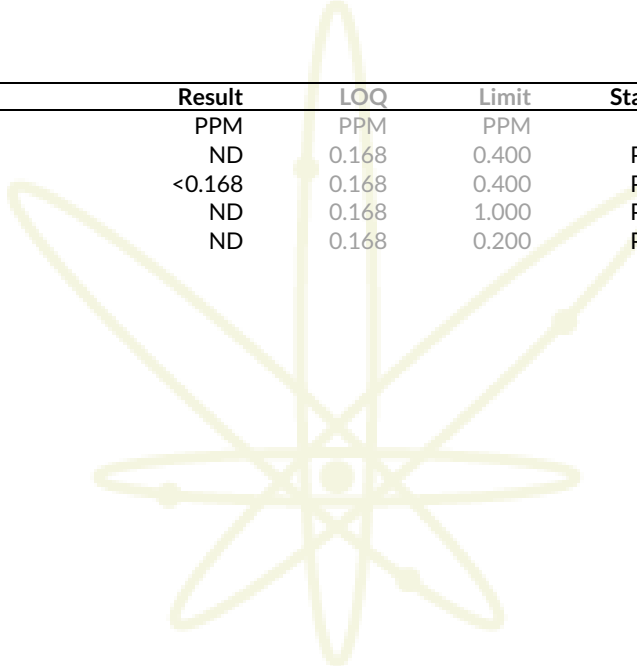 Result LOQ Limit Sta
PPM PPM PPM
ND 0.168 0.400 P
<0.168 0.168 0.400 P
ND 0.168 1.000 P
ND 0.168 0.200 P